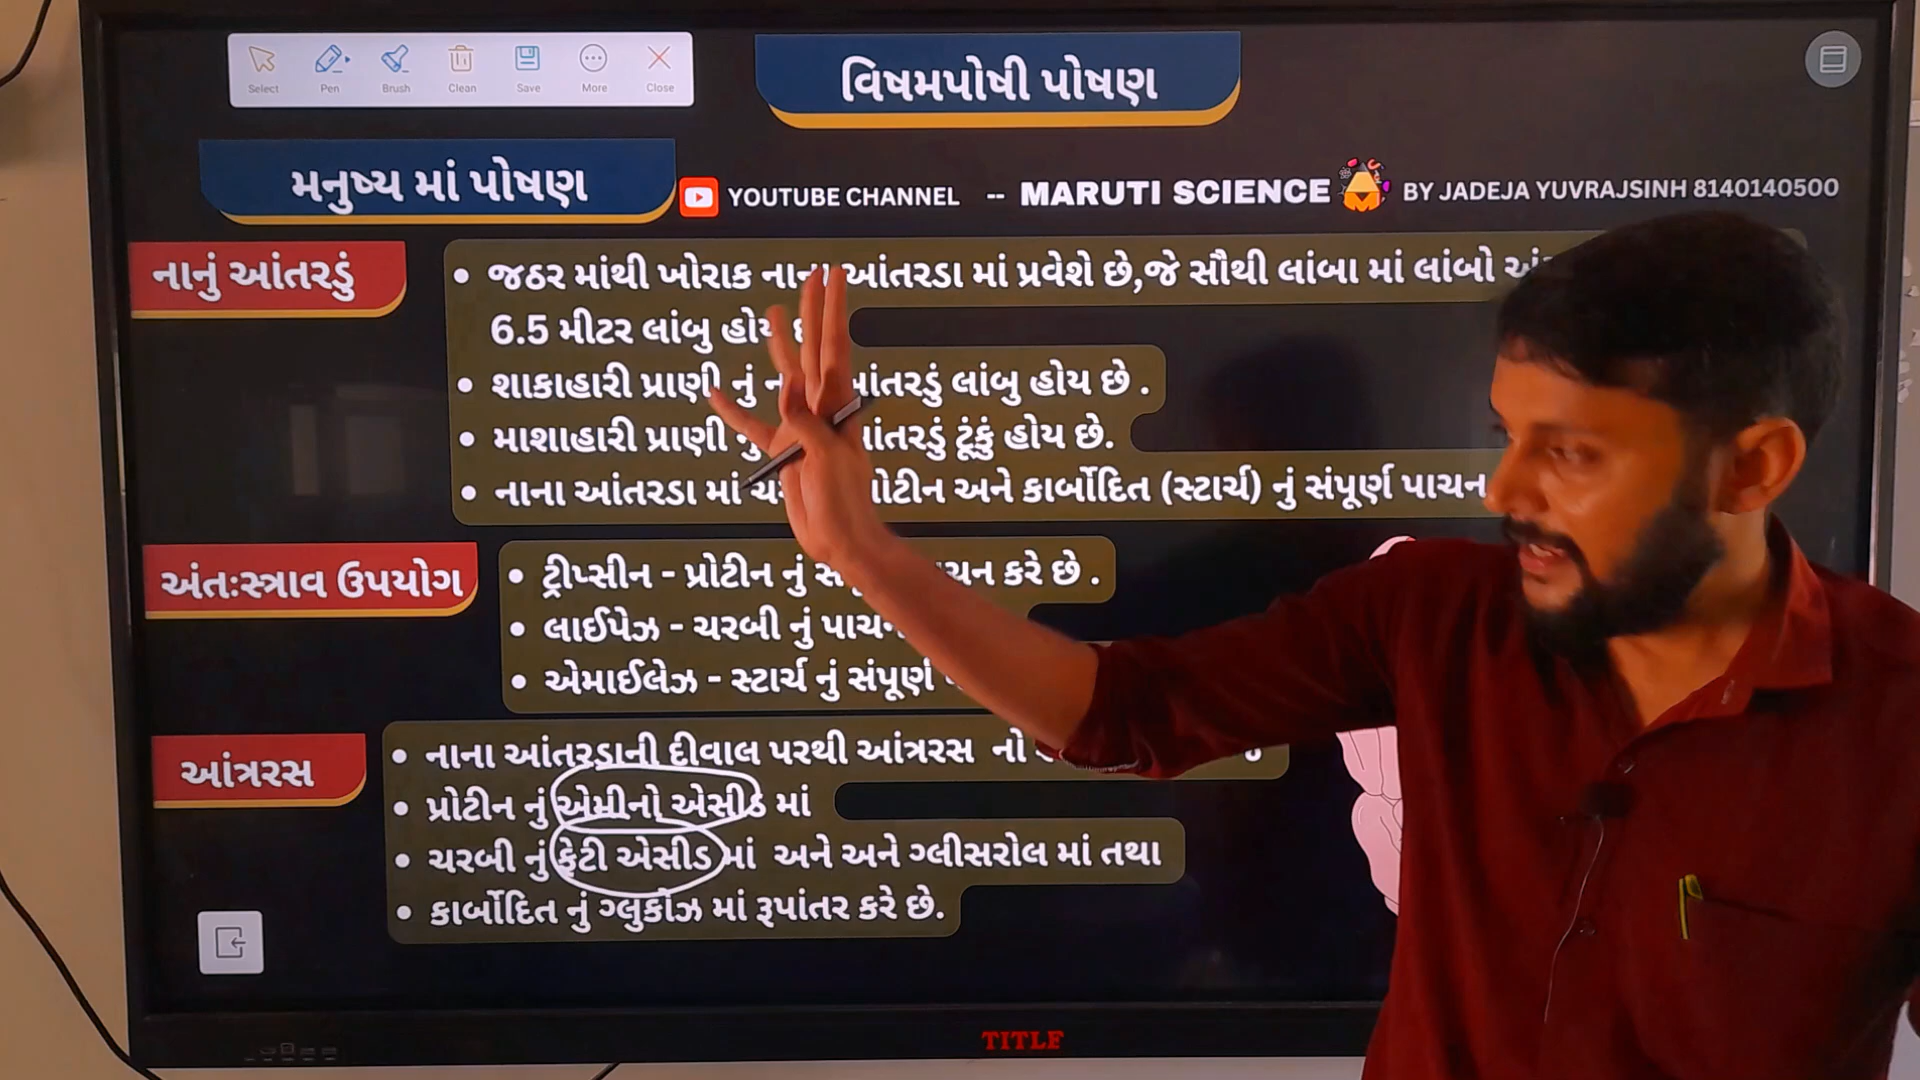 Select Pen Brush Clean Save More Close
વિષમપોષી પોષણ
મનુષ્ય માં પોષણ
YOUTUBE CHANNEL -- MARUTI SCIENCE BY JADEJA YUVRAJSINH 8140140500
નાનું આંતરડું
• જઠર માંથી ખોરાક નાના આંતરડા માં પ્રવેશે છે,જે સૌથી લાંબા માં લાંબો
6.5 મીટર લાંબુ હોય
• શાકાહારી પ્રાણી નું આંતરડું લાંબુ હોય છે .
• માશાહારી પ્રાણી આંતરડું ટૂંકું હોય છે.
• નાના આંતરડા માં પ્રોટીન અને કાર્બોદિત (સ્ટાર્ચ) નું સંપૂર્ણ પાચન
અંતઃસ્ત્રાવ ઉપયોગ
• ટ્રીપ્સીન - પ્રોટીન નું પાચન કરે છે .
• લાઈપેઝ - ચરબી નું પાચન
• એમાઈલેઝ - સ્ટાર્ચ નું સંપૂર્ણ
આંત્રરસ
• નાના આંતરડાની દીવાલ પરથી આંત્રરસ નો
• પ્રોટીન નું એમીનો એસીઠ માં
• ચરબી નું ફેટી એસીડ માં અને અને ગ્લીસરોલ માં તથા
• કાર્બોદિત નું ગ્લુકોઝ માં રૂપાંતર કરે છે.